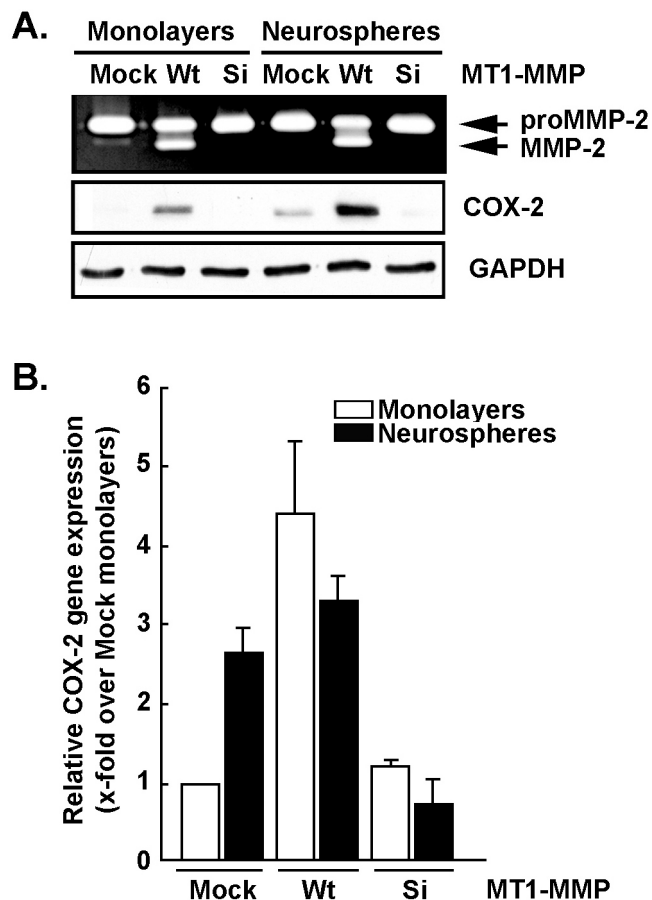 A.
Monolayers Neurospheres
Mock Wt Si Mock Wt Si MT1-MMP
proMMP-2
MMP-2
COX-2
GAPDH
B.
Relative COX-2 gene expression
(x-fold over Mock monolayers)
6
5
4
3
2
1
0
Monolayers
Neurospheres
Mock Wt Si MT1-MMP